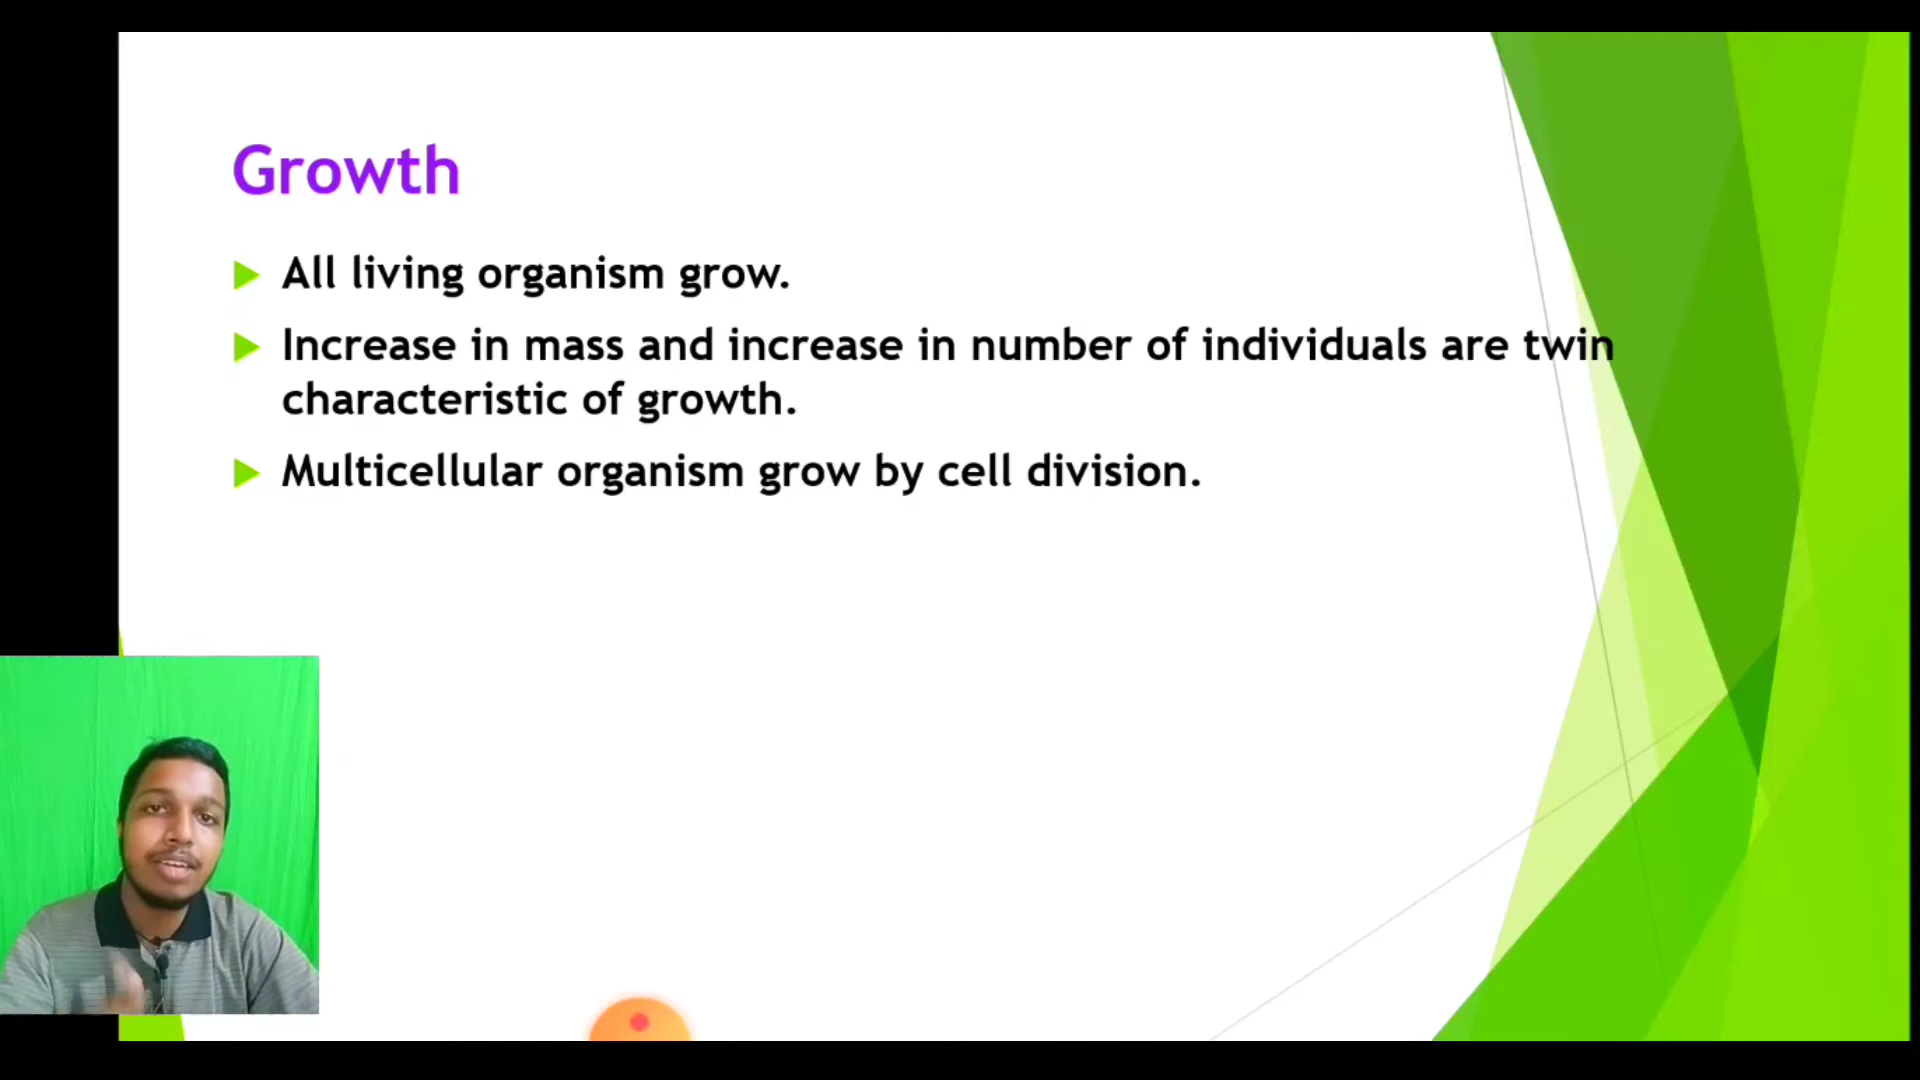 Growth
All living organism grow.
Increase in mass and increase in number of individuals are twin
characteristic of growth.
Multicellular organism grow by cell division.